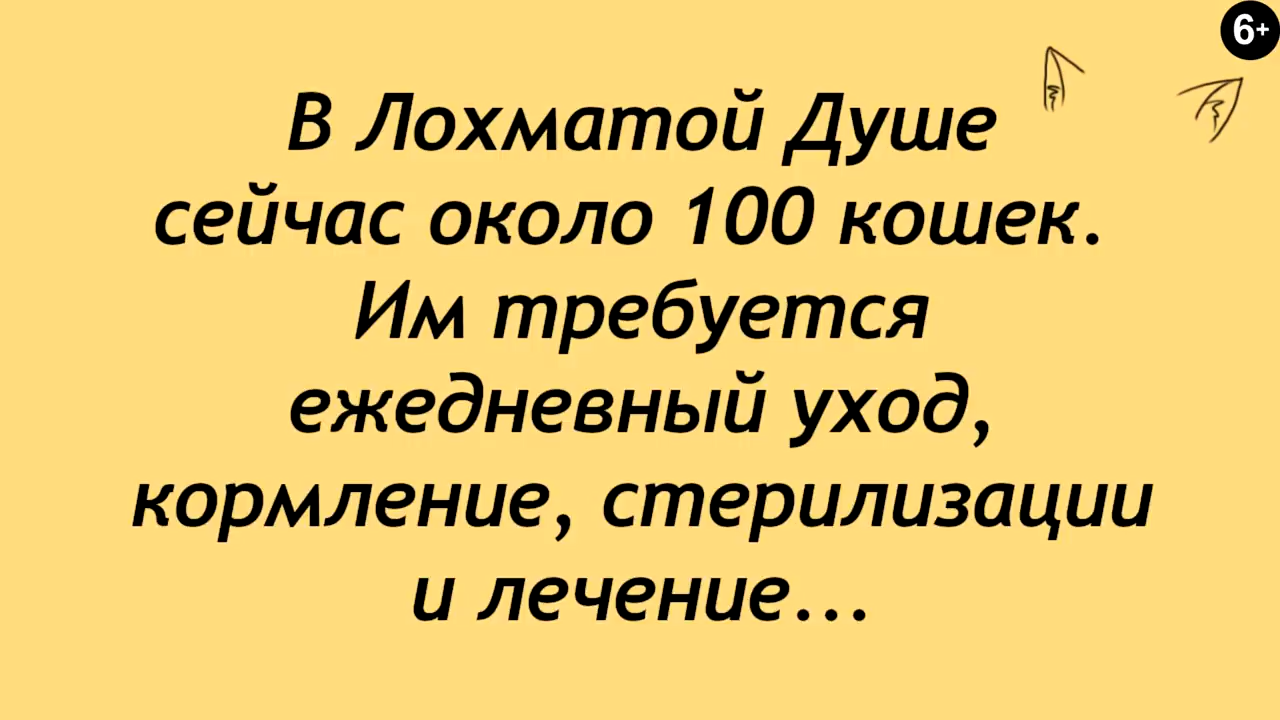 6+
В Лохматой Душе
сейчас около 100 кошек.
Им требуется
ежедневный уход,
кормление, стерилизации
и лечение...